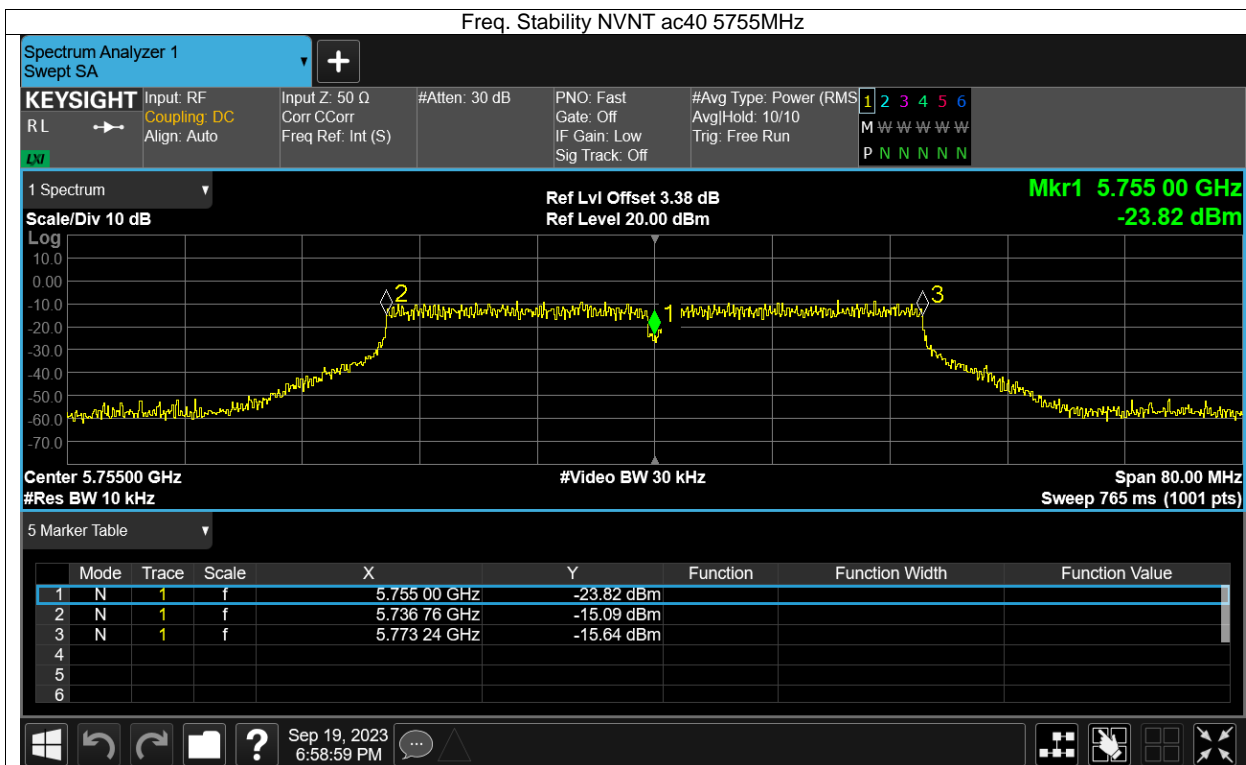 Freq. Stability NVNT ac40 5755MHz
Spectrum Analyzer 1
Swept SA
+
KEYSIGHT Input: RF Input Z: 50 Ω #Atten: 30 dB PNO: Fast #Avg Type: Power (RMS 1 2 3 4 5 6
RL Coupling: DC Corr CCorr Gate: Off Avg|Hold: 10/10 M W W W W W
Align: Auto Freq Ref: Int (S) IF Gain: Low Trig: Free Run
LXI Sig Track: Off P N N N N N N
1 Spectrum Ref Lvl Offset 3.38 dB Mkr1 5.755 00 GHz
Scale/Div 10 dB Ref Level 20.00 dBm -23.82 dBm
Log
10.0
0.00
-10.0
-20.0
-30.0
-40.0
-50.0
-60.0
-70.0
2
1
3
Center 5.75500 GHz #Video BW 30 kHz Span 80.00 MHz
#Res BW 10 kHz Sweep 765 ms (1001 pts)
5 Marker Table
Mode Trace Scale X Y Function Function Width Function Value
1 N 1 f 5.755 00 GHz -23.82 dBm
2 N 1 f 5.736 76 GHz -15.09 dBm
3 N 1 f 5.773 24 GHz -15.64 dBm
4
5
6
? Sep 19, 2023
6:58:59 PM